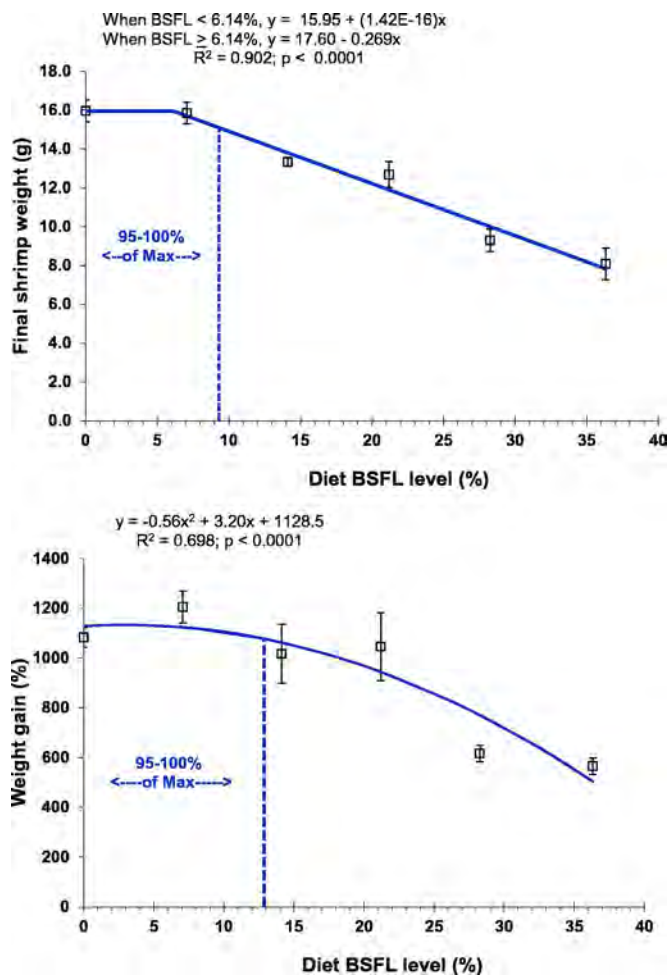 When BSFL < 6.14%, y = 15.95 + (1.42E-16)x
When BSFL ≥ 6.14%, y = 17.60 - 0.269x
R² = 0.902; p < 0.0001
18.0
16.0
14.0
12.0
10.0
8.0
6.0
4.0
2.0
0.0
Final shrimp weight (g)
95-100%
<---of Max--->
0 5 10 15 20 25 30 35 40
Diet BSFL level (%)
y = -0.56x² + 3.20x + 1128.5
R² = 0.698; p < 0.0001
1400
1200
1000
800
600
400
200
0
Weight gain (%)
95-100%
<----of Max----->
0 5 10 15 20 25 30 35 40
Diet BSFL level (%)